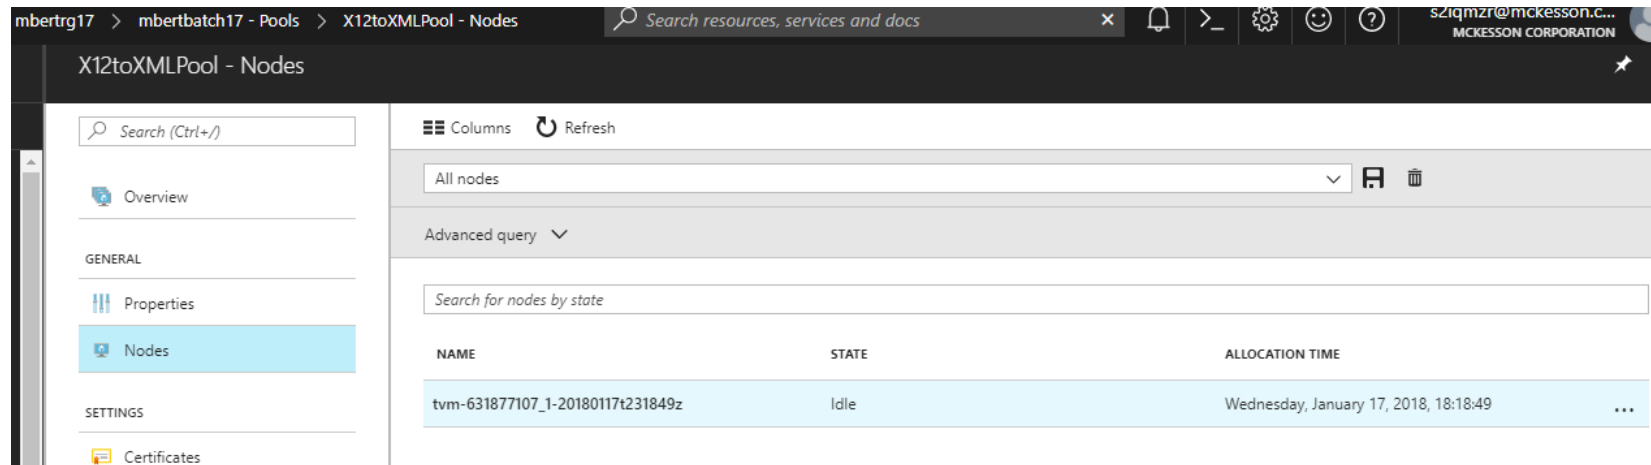 mbertrg17 > mbertbatch17 - Pools > X12toXMLPool - Nodes
Search resources, services and docs
s2iqmzr@mckesson.c...
MCKESSON CORPORATION
X12toXMLPool - Nodes
Search (Ctrl+/)
Overview
GENERAL
Properties
Nodes
SETTINGS
Certificates
Columns Refresh
All nodes
Advanced query
Search for nodes by state
NAME STATE ALLOCATION TIME
tvm-631877107_1-20180117t231849z Idle Wednesday, January 17, 2018, 18:18:49 ...